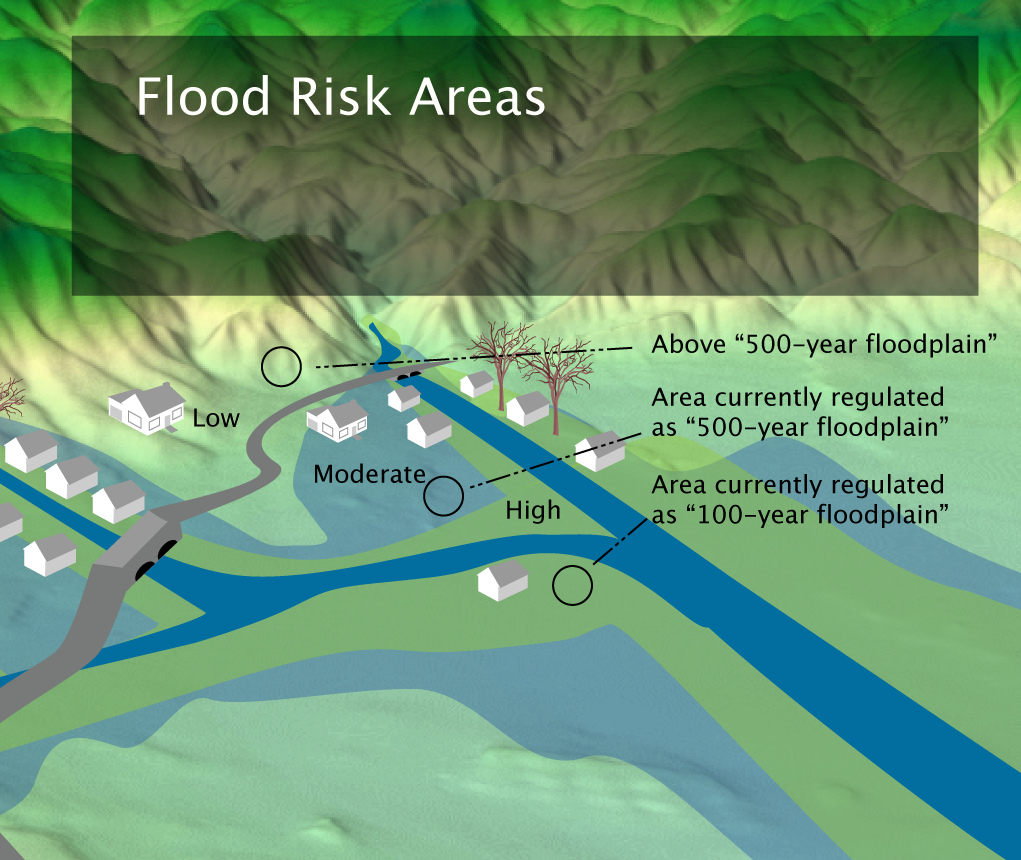 Flood Risk Areas
Above “500-year floodplain”
Area currently regulated
as “500-year floodplain”
Low
Moderate
Area currently regulated
as “100-year floodplain”
High